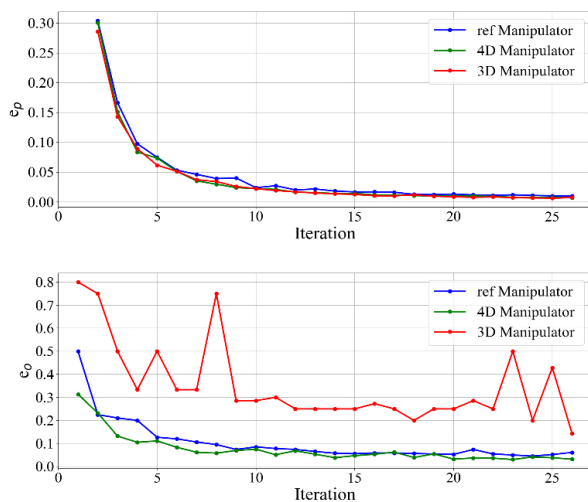 0.30
0.25
0.20
0.15
0.10
0.05
0.00
e_p
ref Manipulator
4D Manipulator
3D Manipulator
0 5 10 15 20 25
Iteration
0.8
0.7
0.6
0.5
0.4
0.3
0.2
0.1
0.0
e_o
ref Manipulator
4D Manipulator
3D Manipulator
0 5 10 15 20 25
Iteration